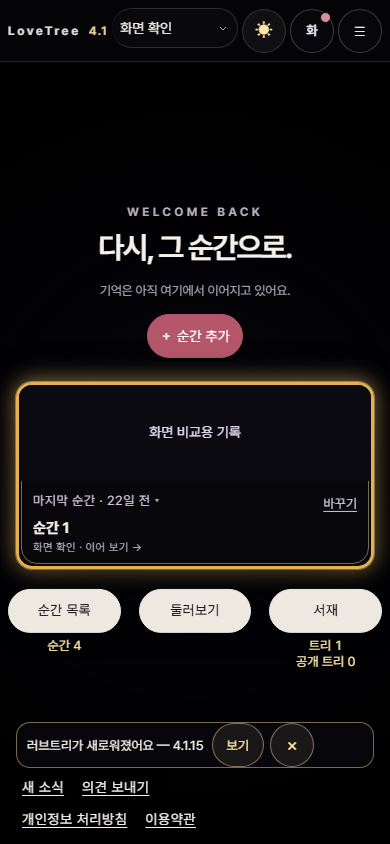 LoveTree 4.1 화면 확인 화 ☰
WELCOME BACK
다시, 그 순간으로.
기억은 아직 여기에서 이어지고 있어요.
+ 순간 추가
화면 비교용 기록
마지막 순간 · 22일 전 ▾ 바꾸기
순간 1
화면 확인 · 이어 보기 →
순간 목록 둘러보기 서재
순간 4 트리 1
공개 트리 0
러브트리가 새로워졌어요 — 4.1.15 보기 ×
새 소식 의견 보내기
개인정보 처리방침 이용약관